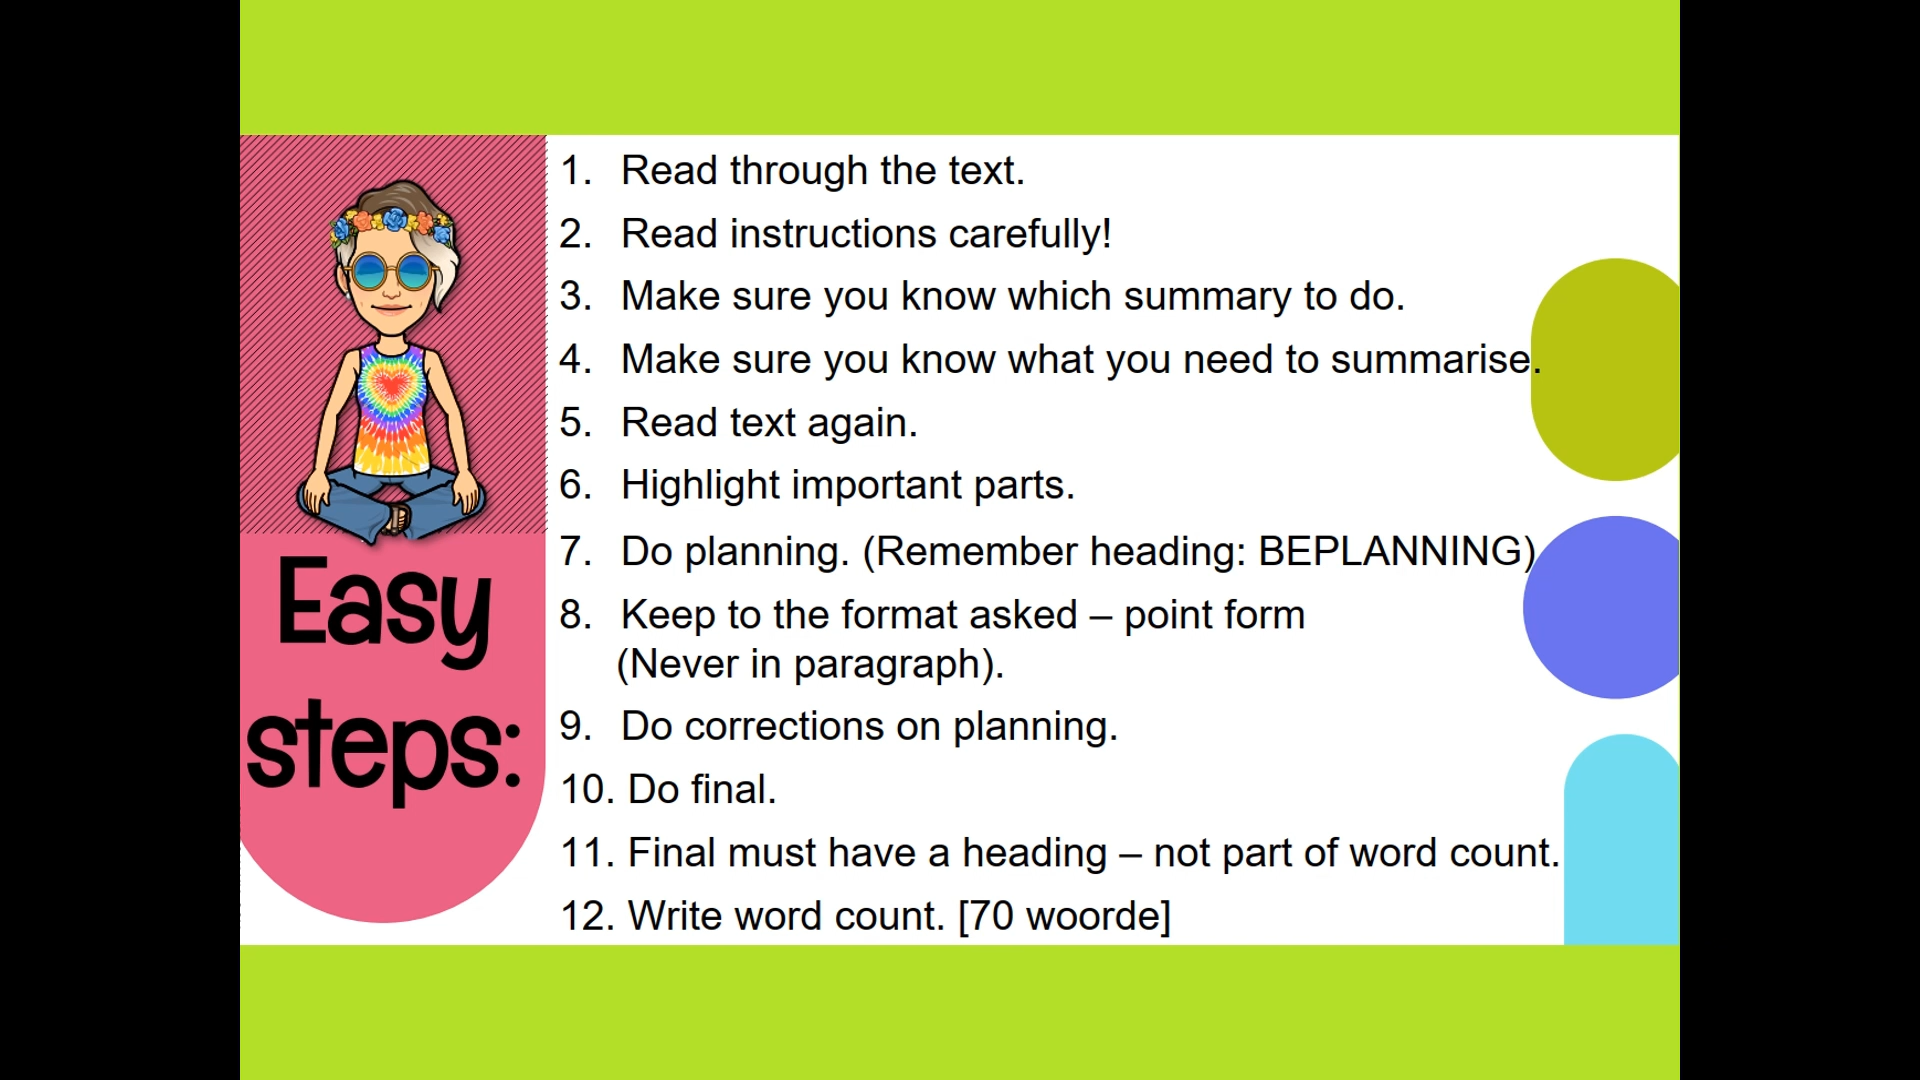 Easy
steps:
1. Read through the text.
2. Read instructions carefully!
3. Make sure you know which summary to do.
4. Make sure you know what you need to summarise.
5. Read text again.
6. Highlight important parts.
7. Do planning. (Remember heading: BEPLANNING)
8. Keep to the format asked – point form
(Never in paragraph).
9. Do corrections on planning.
10. Do final.
11. Final must have a heading – not part of word count.
12. Write word count. [70 woorde]